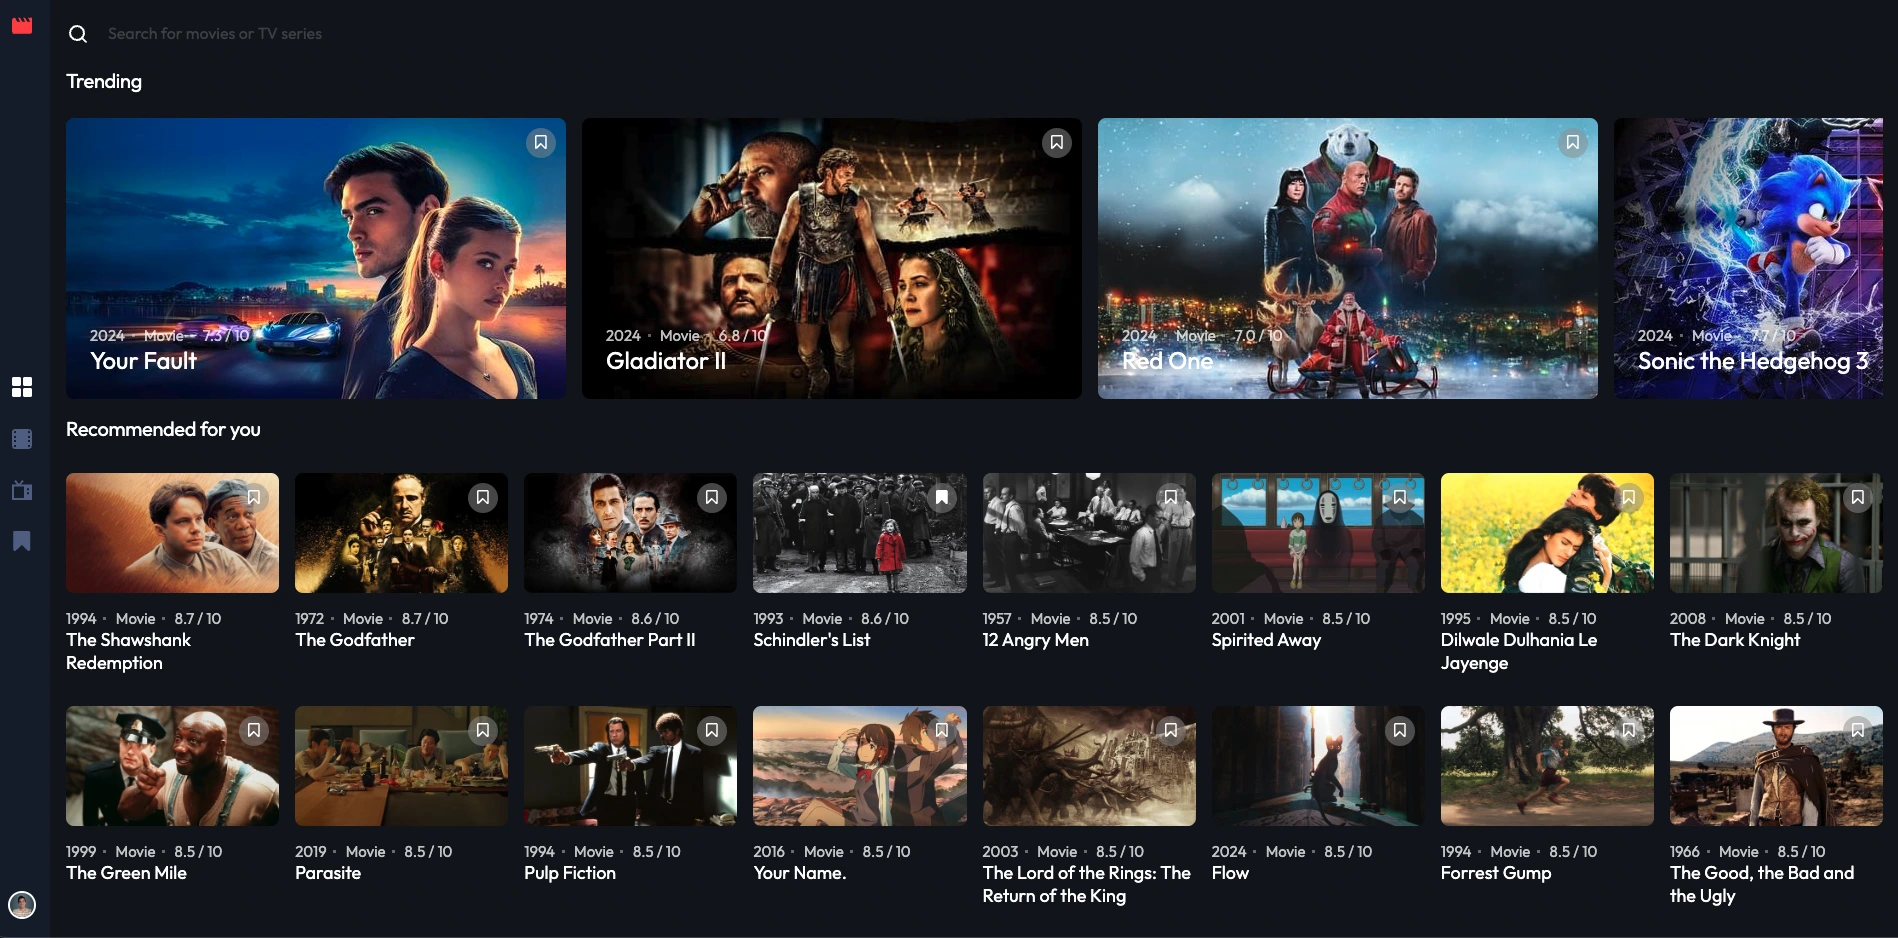 Search for movies or TV series
Trending
2024 · Movie · 7.3 / 10
Your Fault
2024 · Movie · 6.8 / 10
Gladiator II
2024 · Movie · 7.0 / 10
Red One
2024 · Movie · 7.7 / 10
Sonic the Hedgehog 3
Recommended for you
1994 · Movie · 8.7 / 10
The Shawshank
Redemption
1972 · Movie · 8.7 / 10
The Godfather
1974 · Movie · 8.6 / 10
The Godfather Part II
1993 · Movie · 8.6 / 10
Schindler's List
1957 · Movie · 8.5 / 10
12 Angry Men
2001 · Movie · 8.5 / 10
Spirited Away
1995 · Movie · 8.5 / 10
Dilwale Dulhania Le
Jayenge
2008 · Movie · 8.5 / 10
The Dark Knight
1999 · Movie · 8.5 / 10
The Green Mile
2019 · Movie · 8.5 / 10
Parasite
1994 · Movie · 8.5 / 10
Pulp Fiction
2016 · Movie · 8.5 / 10
Your Name.
2003 · Movie · 8.5 / 10
The Lord of the Rings: The
Return of the King
2024 · Movie · 8.5 / 10
Flow
1994 · Movie · 8.5 / 10
Forrest Gump
1966 · Movie · 8.5 / 10
The Good, the Bad and
the Ugly